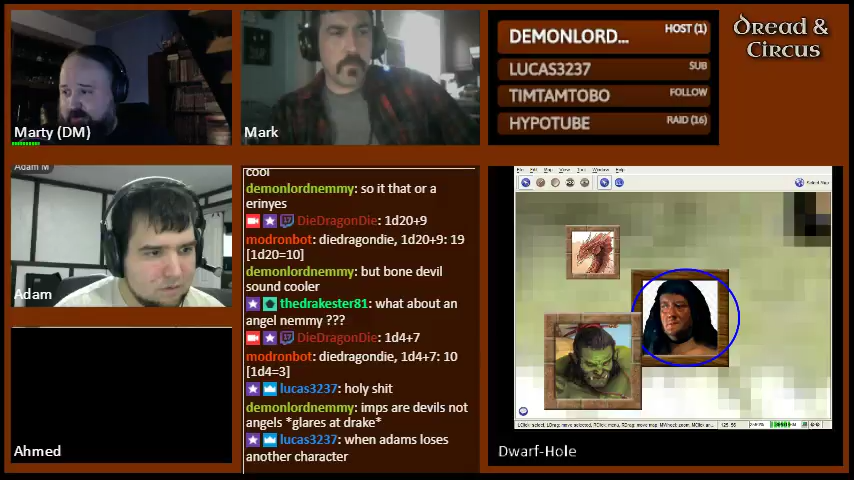 Marty (DM)
Mark
DEMONLORD...
HOST (1)
LUCAS3237
SUB
TIMTAMTOBO
FOLLOW
HYPOTUBE
RAID (16)
Dread &
Circus
Adam M
Adam
Ahmed
cool
demonlordnemmy: so it that or a
erinyes
DieDragonDie: 1d20+9
modronbot: diedragondie, 1d20+9: 19
[1d20=10]
demonlordnemmy: but bone devil
sound cooler
thedrakester81: what about an
angel nemmy ???
DieDragonDie: 1d4+7
modronbot: diedragondie, 1d4+7: 10
[1d4=3]
lucas3237: holy shit
demonlordnemmy: imps are devils not
angels *glares at drake*
lucas3237: when adams loses
another character
Select Map
Dwarf-Hole